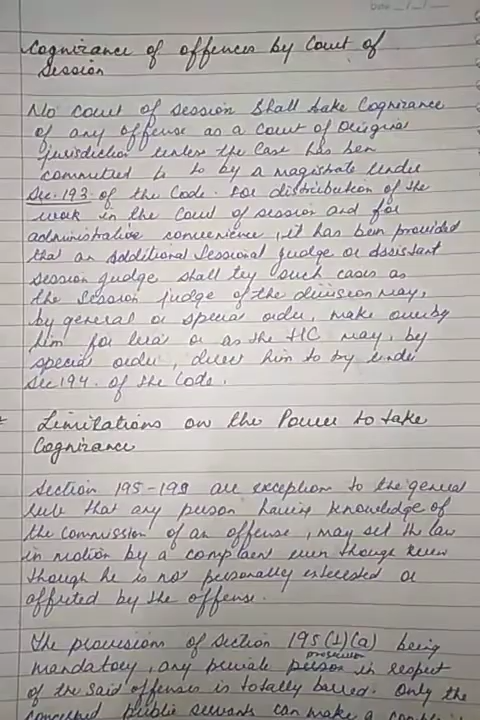 Date __/__/__
Cognizance of offences by Court of
Session
No Court of Session Shall take Cognizance
of any offense as a Court of Original
jurisdiction unless the Case has been
committed to to by a magistrate under
Sec. 193 of the Code. For distribution of the
work in the Court of session and for
administrative convenience, it has been provided
that an additional Sessional judge or assistant
session judge shall try such cases as
the Session judge of the division may,
by general or special order, make over by
him for or as the HC may, by
special order, direct him to by under
Sec 194. of the Code.
Limitations on the Power to take
Cognizance
Section 195-199 are exception to the general
rule that any person having knowledge of
the Commission of an offense, may set the law
in motion by a complaent even though
though he is not personally interested or
affected by the offense.
The provisions of Section 195(1)(a) being
mandatory, any private person prosecution in respect
of the said offenses is totally barred. Only the
concerned public servants can make a